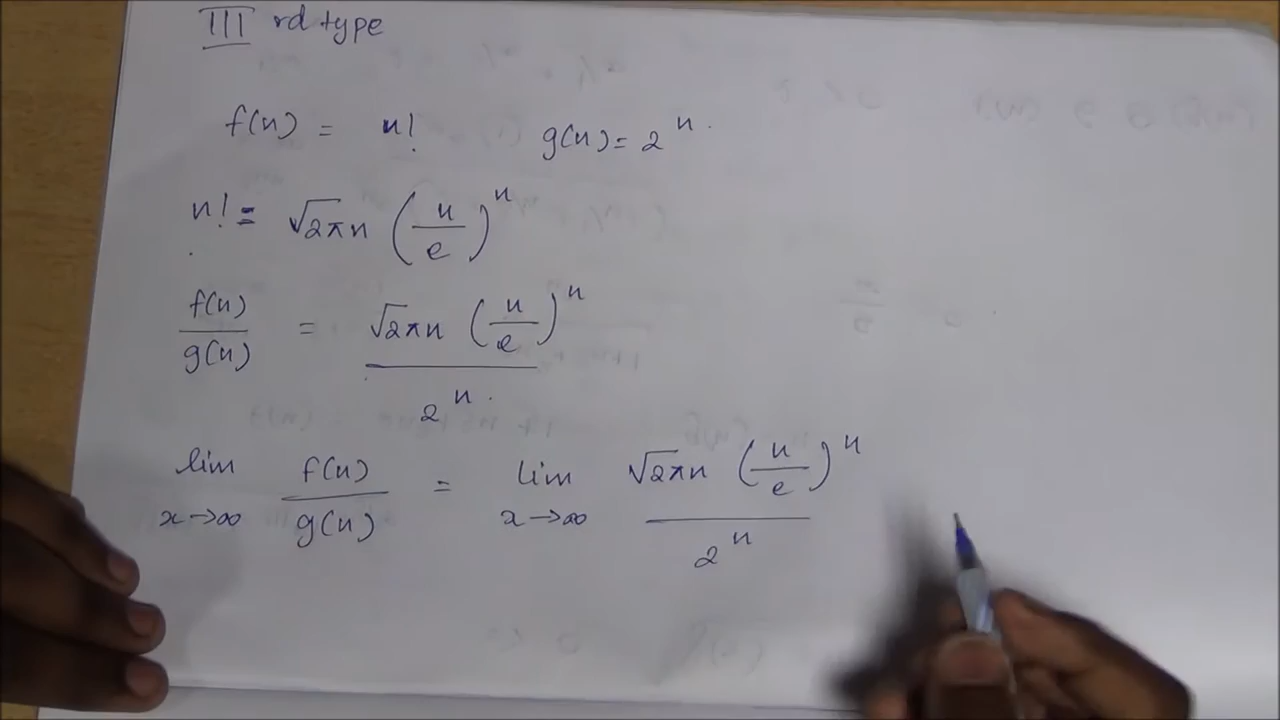 III rd type
f(n) = n! g(n) = 2^n.
n! = √2πn (n/e)^n
f(n)/g(n) = √2πn (n/e)^n / 2^n.
lim x→∞ f(n)/g(n) = lim x→∞ √2πn (n/e)^n / 2^n